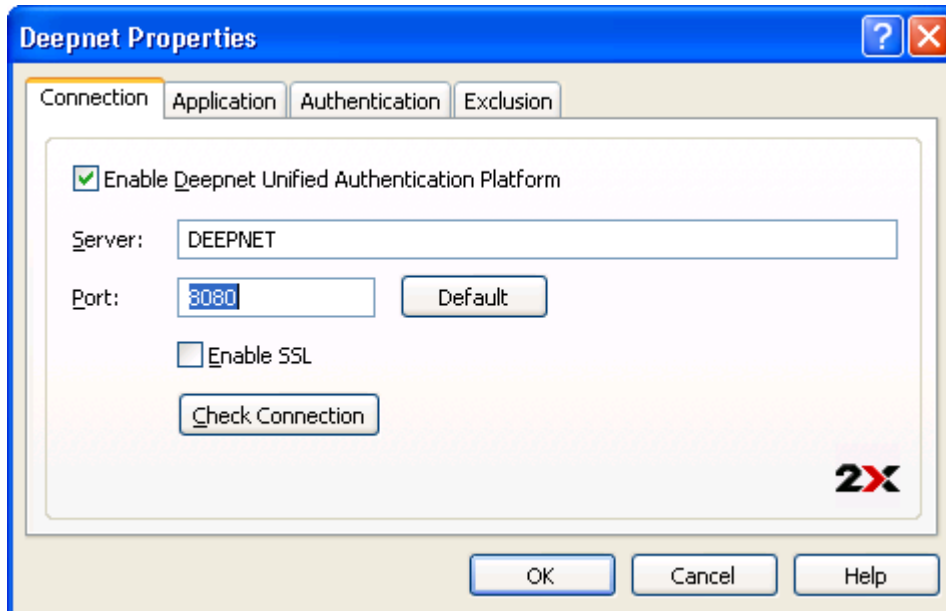 Deepnet Properties
?
Connection Application Authentication Exclusion
Enable Deepnet Unified Authentication Platform
Server: DEEPNET
Port: 8080 Default
Enable SSL
Check Connection
2X
OK Cancel Help